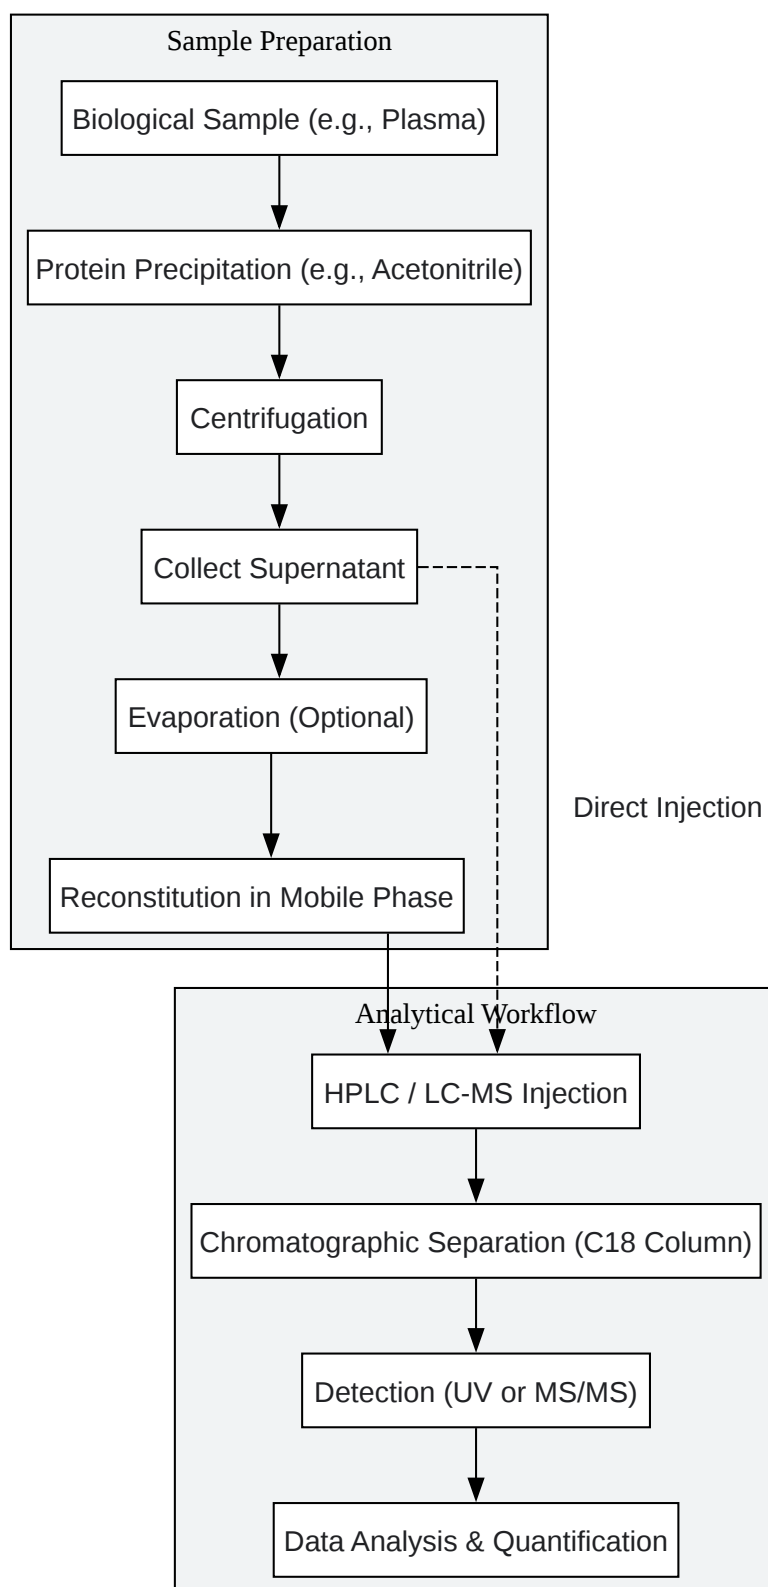 Sample Preparation
Biological Sample (e.g., Plasma)
Protein Precipitation (e.g., Acetonitrile)
Centrifugation
Collect Supernatant
Evaporation (Optional)
Direct Injection
Reconstitution in Mobile Phase
Analytical Workflow
HPLC / LC-MS Injection
Chromatographic Separation (C18 Column)
Detection (UV or MS/MS)
Data Analysis & Quantification